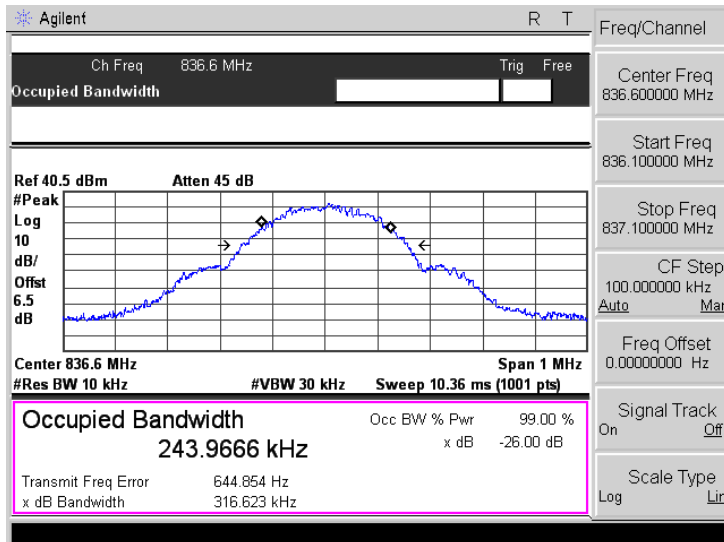 Agilent R T
Ch Freq 836.6 MHz Trig Free
Occupied Bandwidth
Ref 40.5 dBm Atten 45 dB
#Peak
Log
10
dB/
Offst
6.5
dB
Center 836.6 MHz Span 1 MHz
#Res BW 10 kHz #VBW 30 kHz Sweep 10.36 ms (1001 pts)
Occupied Bandwidth Occ BW % Pwr 99.00 %
243.9666 kHz x dB -26.00 dB
Transmit Freq Error 644.854 Hz
x dB Bandwidth 316.623 kHz
Freq/Channel
Center Freq
836.600000 MHz
Start Freq
836.100000 MHz
Stop Freq
837.100000 MHz
CF Step
100.000000 kHz
Auto Man
Freq Offset
0.00000000 Hz
Signal Track
On Off
Scale Type
Log Lin